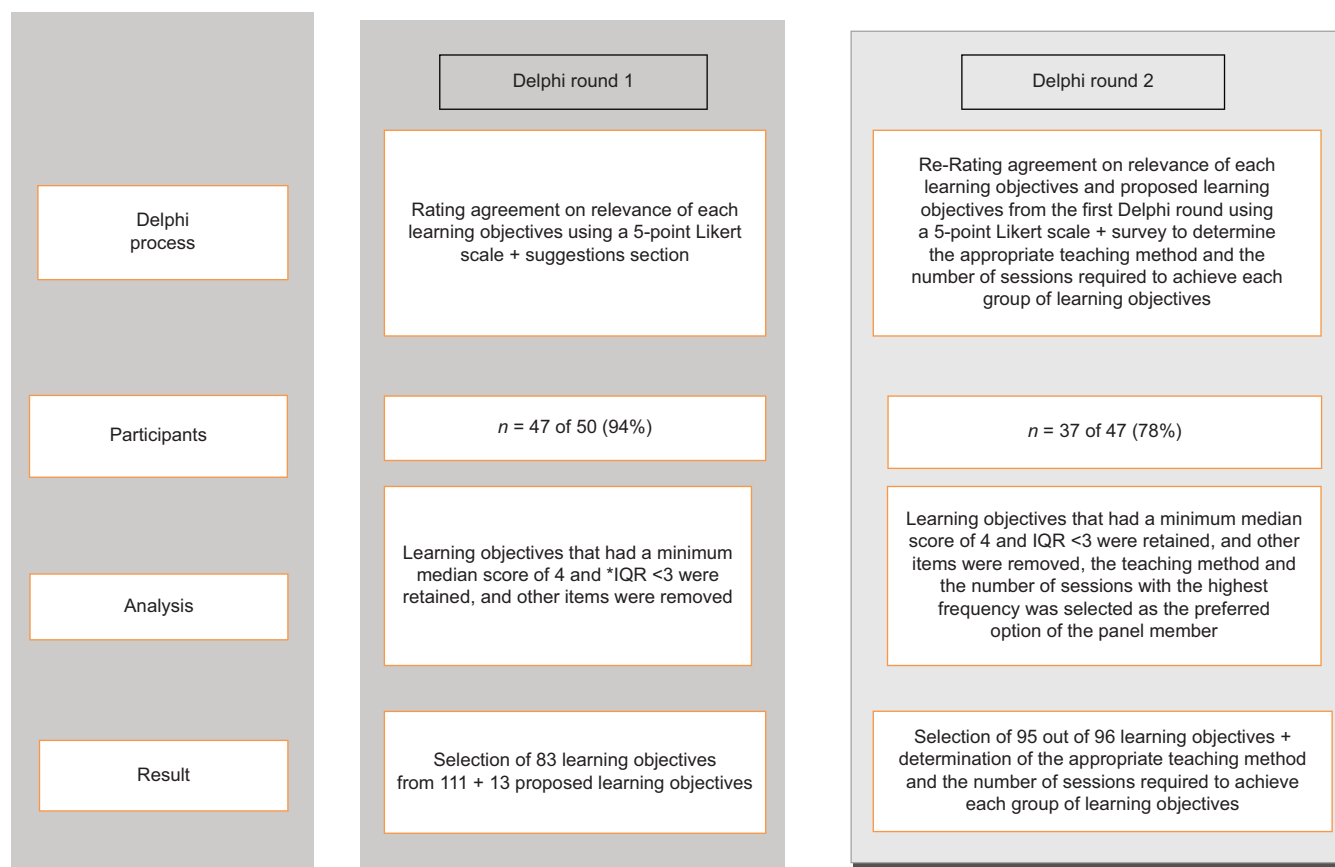 Delphi round 1
Delphi round 2
Delphi
process
Rating agreement on relevance of each
learning objectives using a 5-point Likert
scale + suggestions section
Re-Rating agreement on relevance of each
learning objectives and proposed learning
objectives from the first Delphi round using
a 5-point Likert scale + survey to determine
the appropriate teaching method and the
number of sessions required to achieve each
group of learning objectives
Participants
n = 47 of 50 (94%)
n = 37 of 47 (78%)
Analysis
Learning objectives that had a minimum
median score of 4 and *IQR <3 were
retained, and other items were removed
Learning objectives that had a minimum median
score of 4 and IQR <3 were retained, and other
items were removed, the teaching method and
the number of sessions with the highest
frequency was selected as the preferred
option of the panel member
Result
Selection of 83 learning objectives
from 111 + 13 proposed learning objectives
Selection of 95 out of 96 learning objectives +
determination of the appropriate teaching method
and the number of sessions required to achieve
each group of learning objectives